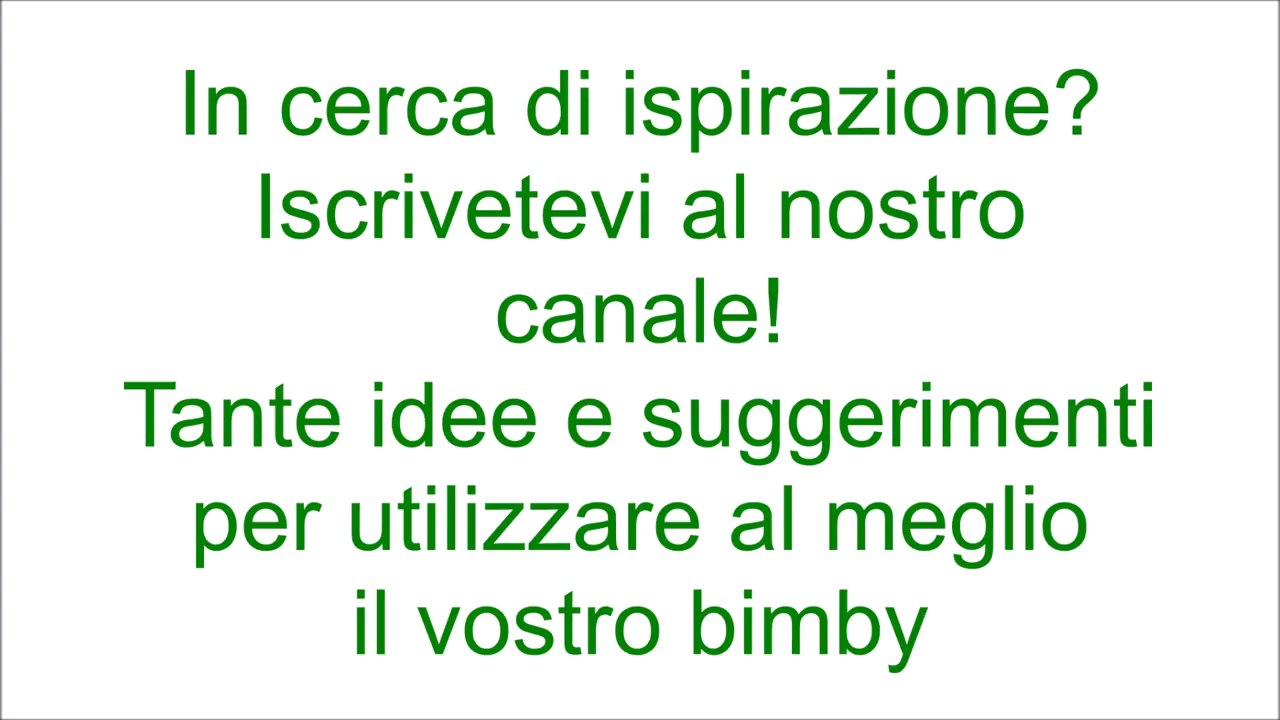 In cerca di ispirazione?
Iscrivetevi al nostro
canale!
Tante idee e suggerimenti
per utilizzare al meglio
il vostro bimby